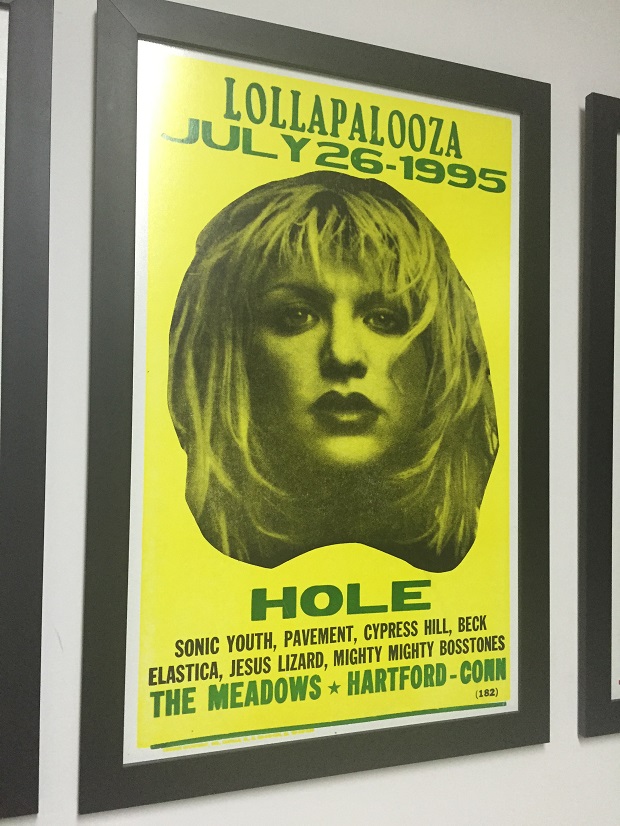 LOLLAPALOOZA
JULY 26-1995
HOLE
SONIC YOUTH, PAVEMENT, CYPRESS HILL, BECK
ELASTICA, JESUS LIZARD, MIGHTY MIGHTY BOSSTONES
THE MEADOWS ★ HARTFORD-CONN
(182)